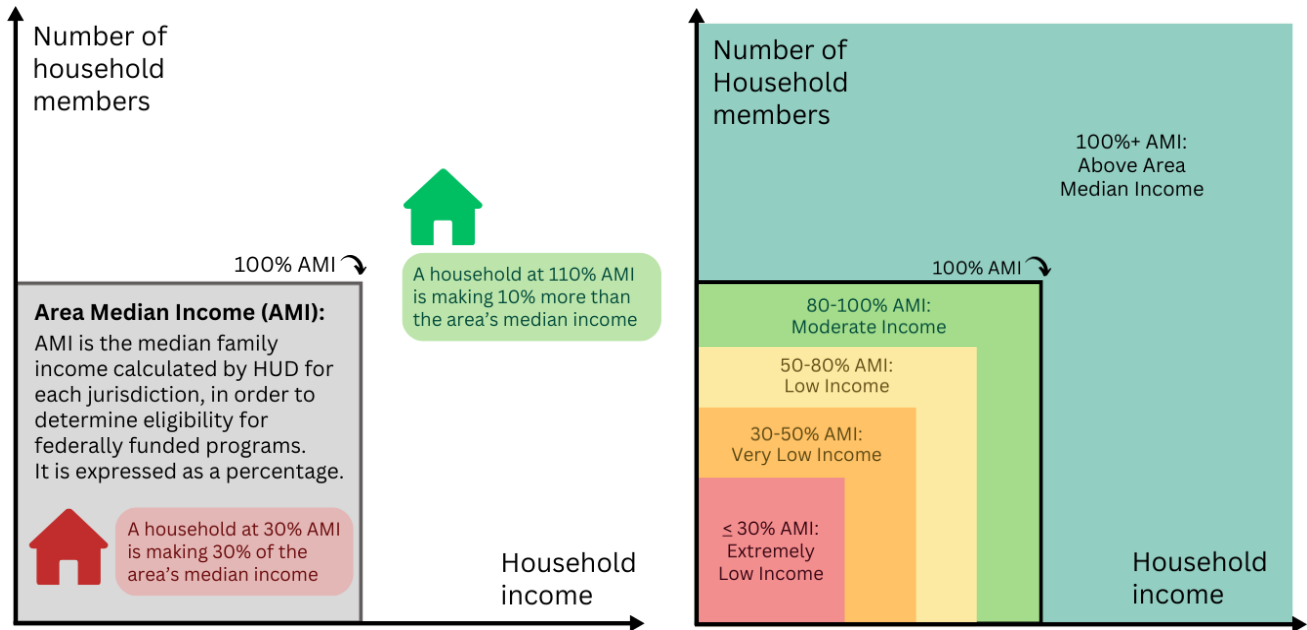 Number of
household
members
100% AMI
Area Median Income (AMI):
AMI is the median family
income calculated by HUD for
each jurisdiction, in order to
determine eligibility for
federally funded programs.
It is expressed as a percentage.
A household at 30% AMI
is making 30% of the
area's median income
A household at 110% AMI
is making 10% more than
the area's median income
Household
income
Number of
Household
members
100%+ AMI:
Above Area
Median Income
100% AMI
80-100% AMI:
Moderate Income
50-80% AMI:
Low Income
30-50% AMI:
Very Low Income
≤ 30% AMI:
Extremely
Low Income
Household
income